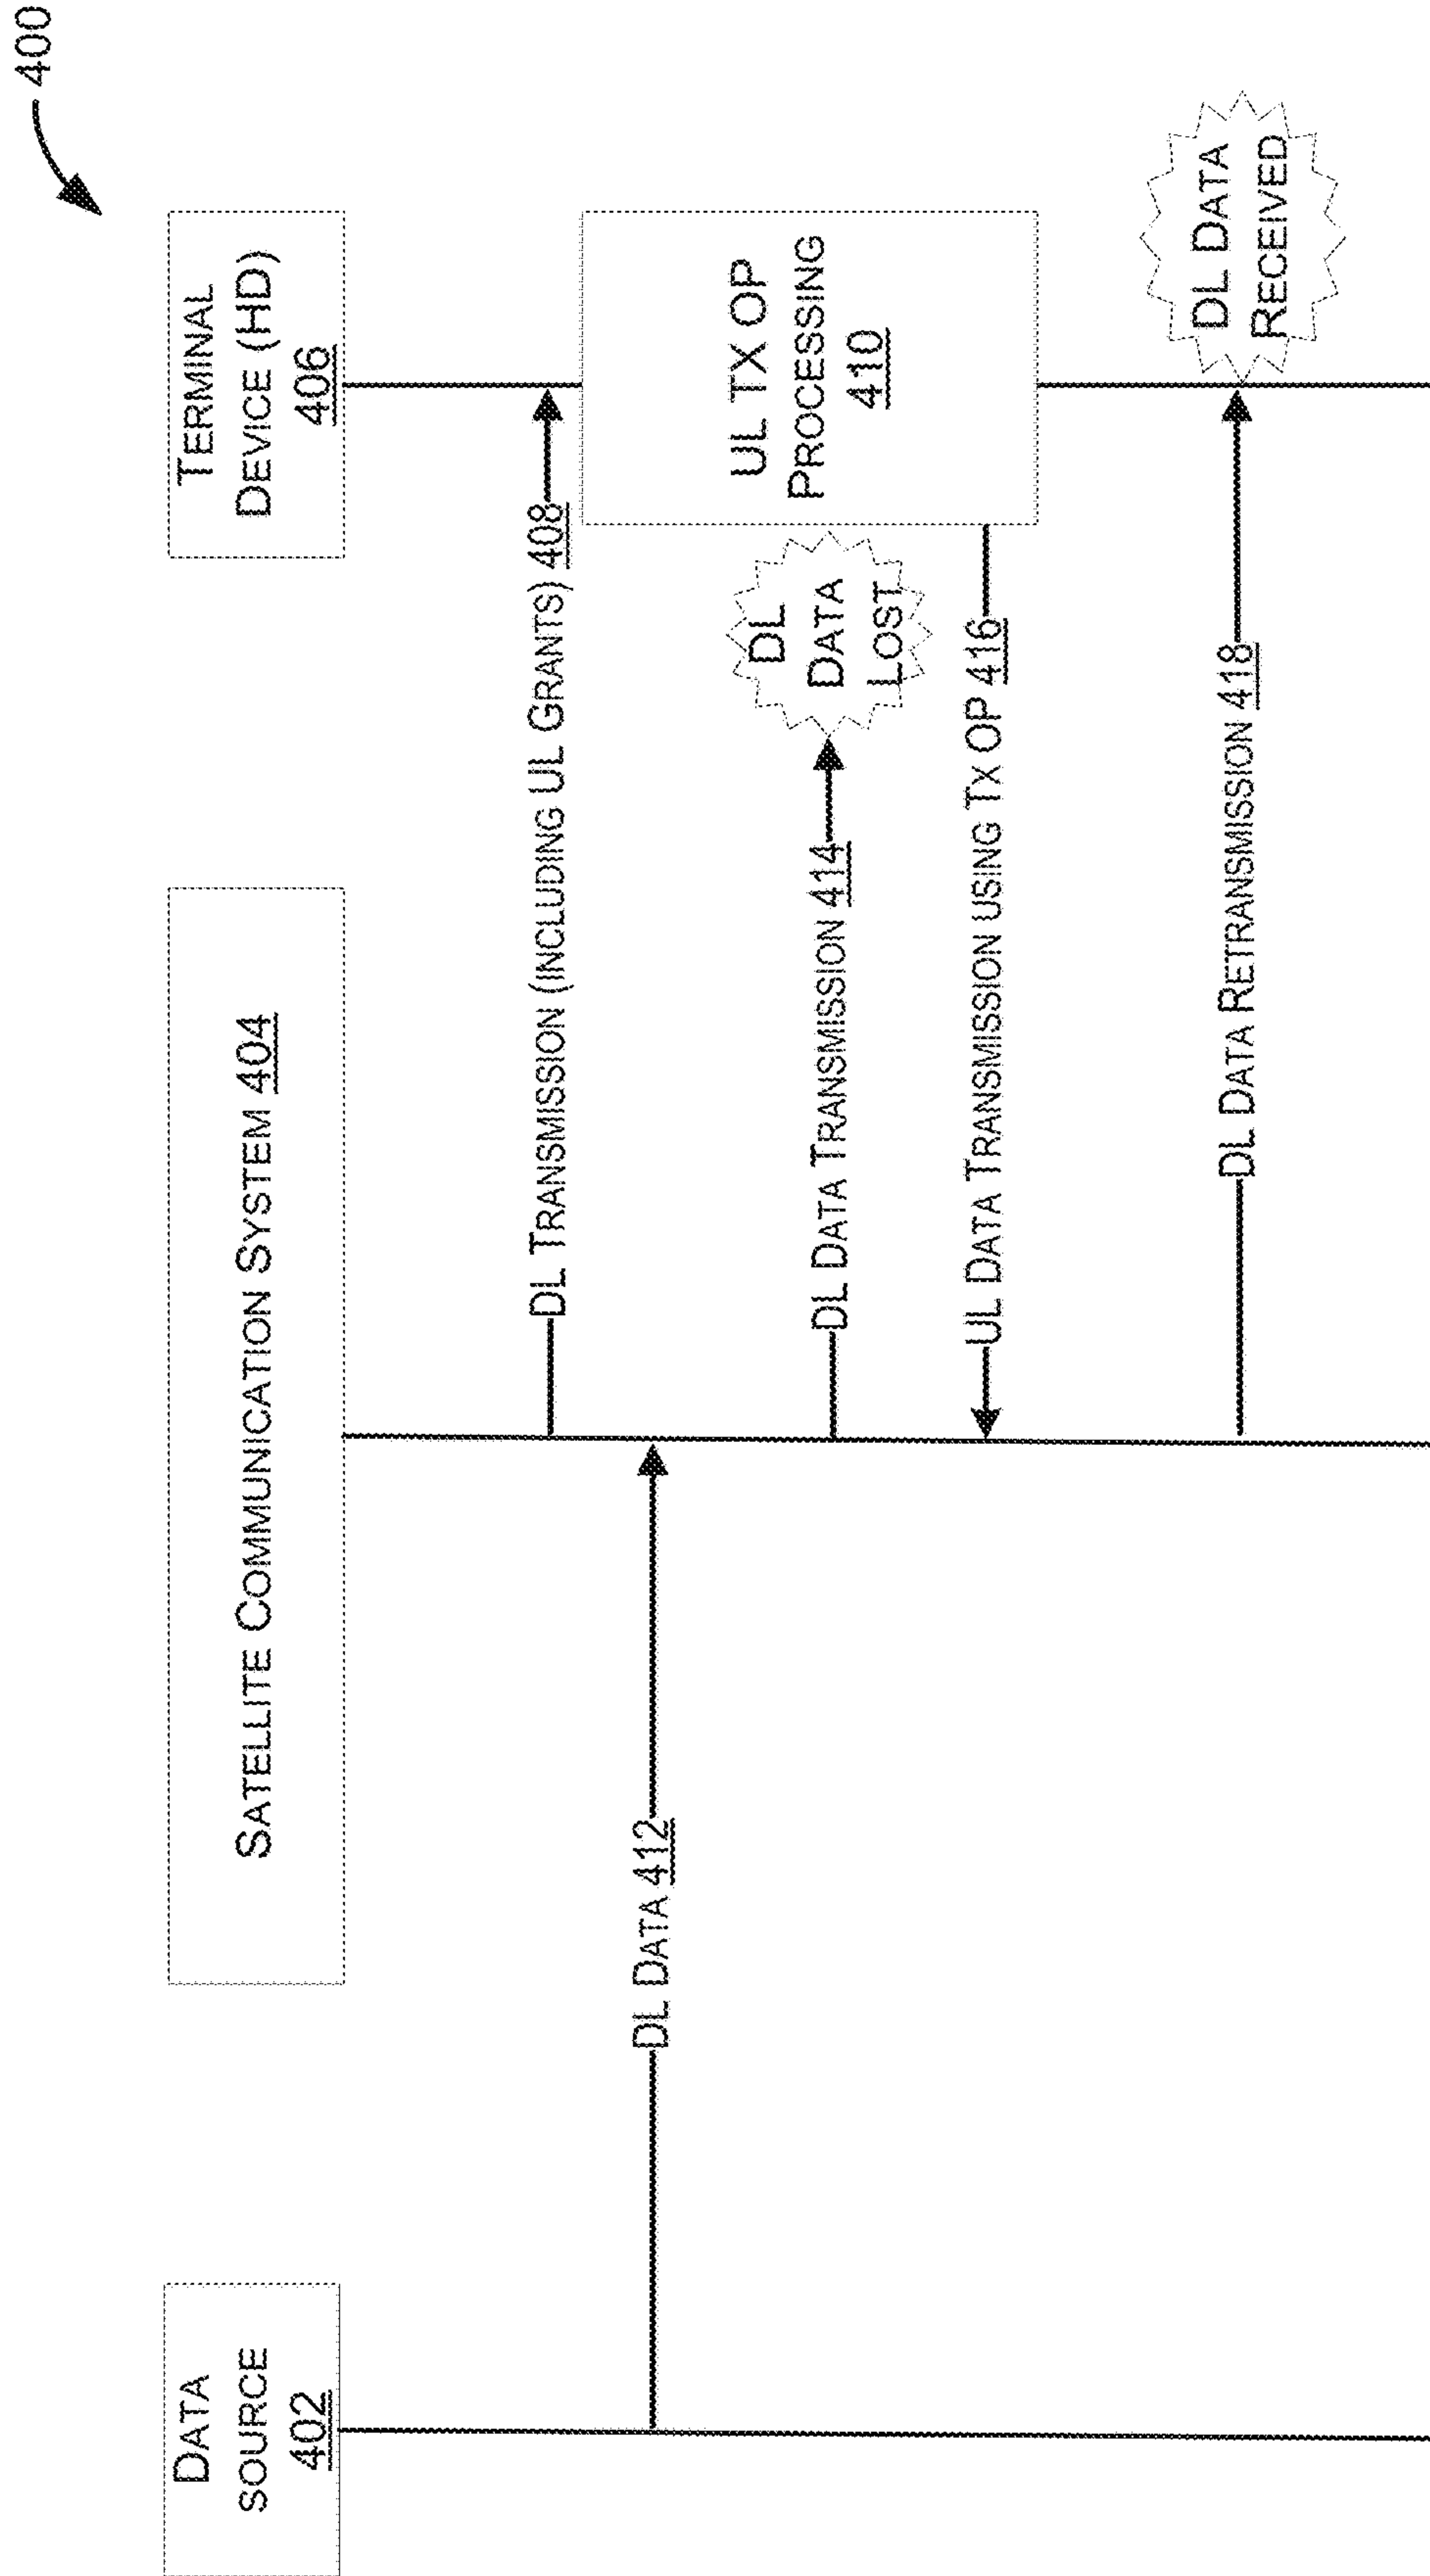 400
DATA
SOURCE
402
SATELLITE COMMUNICATION SYSTEM 404
TERMINAL
DEVICE (HD)
406
DL TRANSMISSION (INCLUDING UL GRANTS) 408
DL DATA 412
UL TX OP
PROCESSING
410
DL DATA TRANSMISSION 414
DL
DATA
LOST
UL DATA TRANSMISSION USING TX OP 416
DL DATA RETRANSMISSION 418
DL DATA
RECEIVED